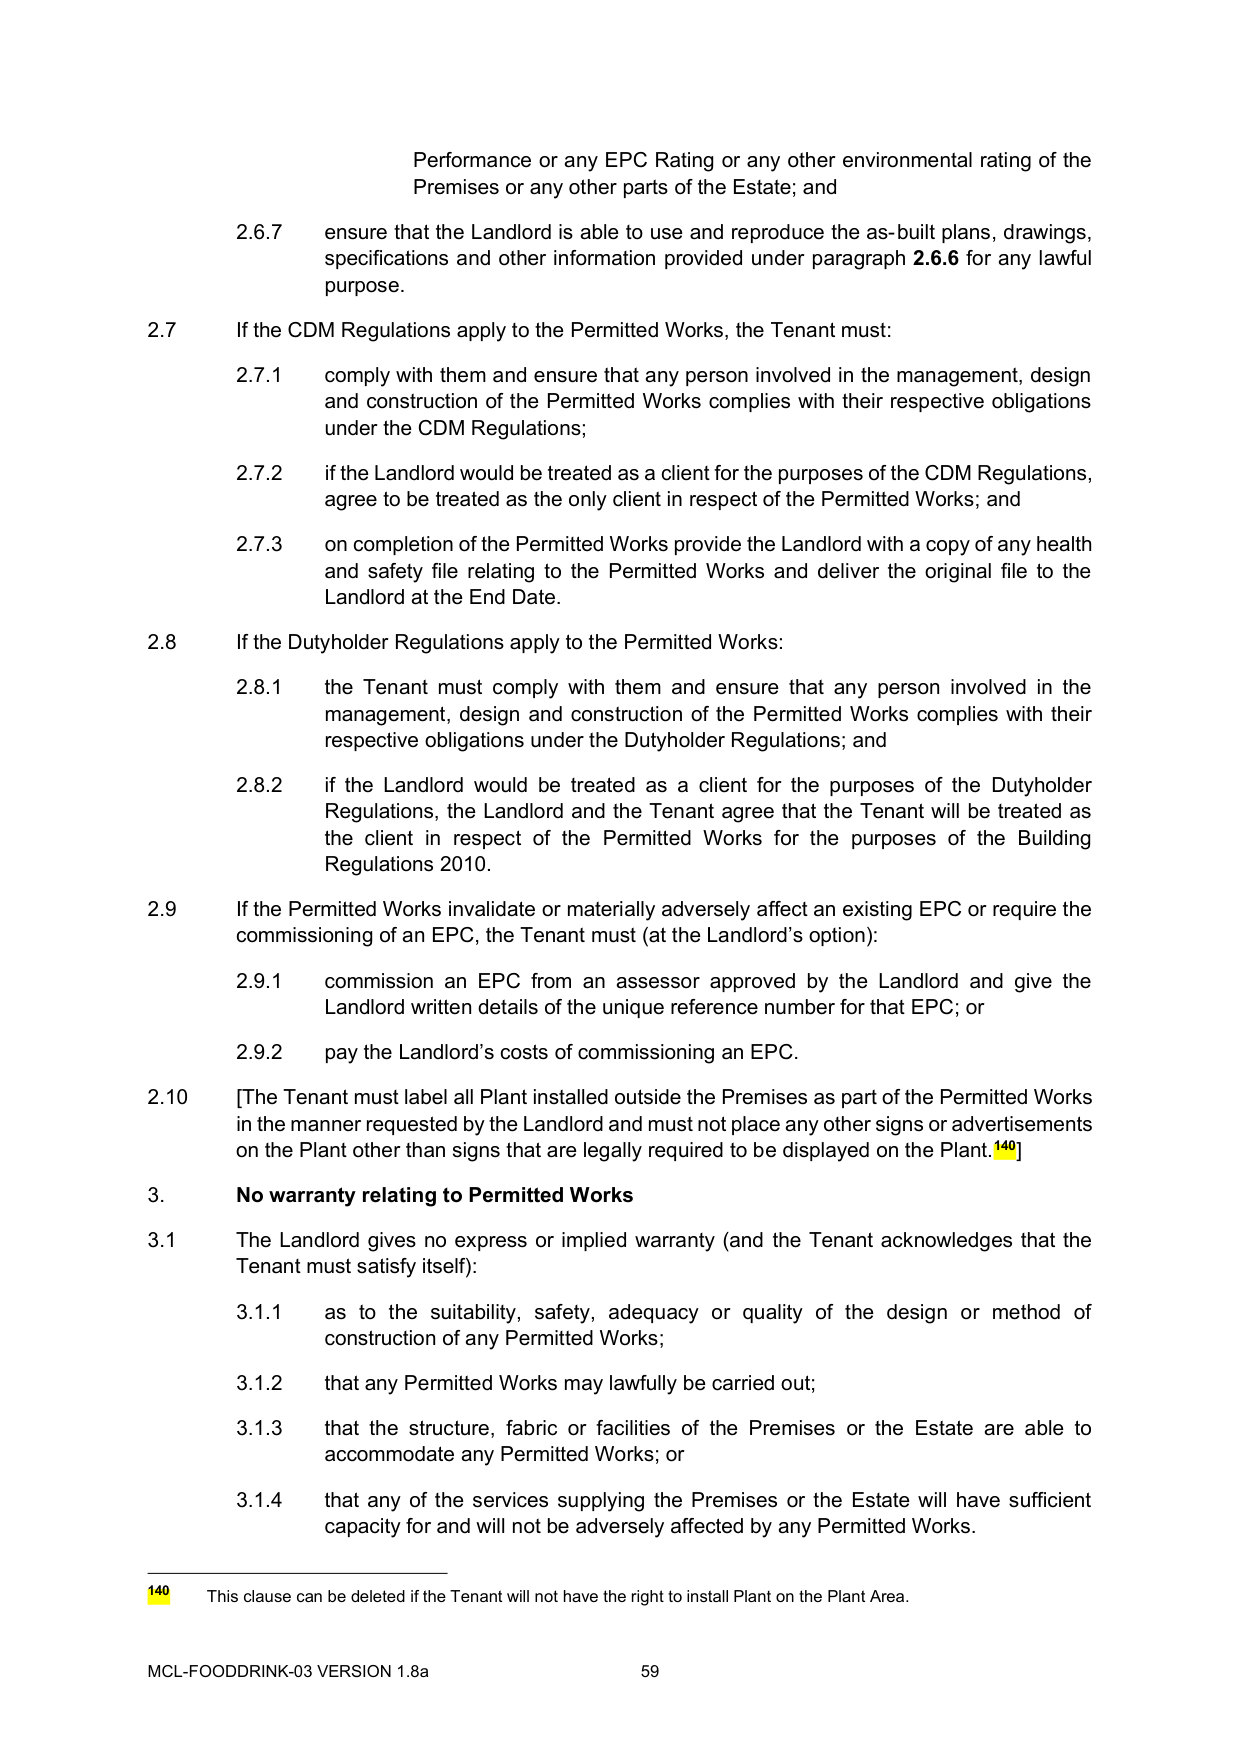 Performance or any EPC Rating or any other environmental rating of the
Premises or any other parts of the Estate; and
2.6.7 ensure that the Landlord is able to use and reproduce the as-built plans, drawings,
specifications and other information provided under paragraph 2.6.6 for any lawful
purpose.
2.7 If the CDM Regulations apply to the Permitted Works, the Tenant must:
2.7.1 comply with them and ensure that any person involved in the management, design
and construction of the Permitted Works complies with their respective obligations
under the CDM Regulations;
2.7.2 if the Landlord would be treated as a client for the purposes of the CDM Regulations,
agree to be treated as the only client in respect of the Permitted Works; and
2.7.3 on completion of the Permitted Works provide the Landlord with a copy of any health
and safety file relating to the Permitted Works and deliver the original file to the
Landlord at the End Date.
2.8 If the Dutyholder Regulations apply to the Permitted Works:
2.8.1 the Tenant must comply with them and ensure that any person involved in the
management, design and construction of the Permitted Works complies with their
respective obligations under the Dutyholder Regulations; and
2.8.2 if the Landlord would be treated as a client for the purposes of the Dutyholder
Regulations, the Landlord and the Tenant agree that the Tenant will be treated as
the client in respect of the Permitted Works for the purposes of the Building
Regulations 2010.
2.9 If the Permitted Works invalidate or materially adversely affect an existing EPC or require the
commissioning of an EPC, the Tenant must (at the Landlord’s option):
2.9.1 commission an EPC from an assessor approved by the Landlord and give the
Landlord written details of the unique reference number for that EPC; or
2.9.2 pay the Landlord’s costs of commissioning an EPC.
2.10 [The Tenant must label all Plant installed outside the Premises as part of the Permitted Works
in the manner requested by the Landlord and must not place any other signs or advertisements
on the Plant other than signs that are legally required to be displayed on the Plant.140]
3. No warranty relating to Permitted Works
3.1 The Landlord gives no express or implied warranty (and the Tenant acknowledges that the
Tenant must satisfy itself):
3.1.1 as to the suitability, safety, adequacy or quality of the design or method of
construction of any Permitted Works;
3.1.2 that any Permitted Works may lawfully be carried out;
3.1.3 that the structure, fabric or facilities of the Premises or the Estate are able to
accommodate any Permitted Works; or
3.1.4 that any of the services supplying the Premises or the Estate will have sufficient
capacity for and will not be adversely affected by any Permitted Works.
140 This clause can be deleted if the Tenant will not have the right to install Plant on the Plant Area.
MCL-FOODDRINK-03 VERSION 1.8a 59